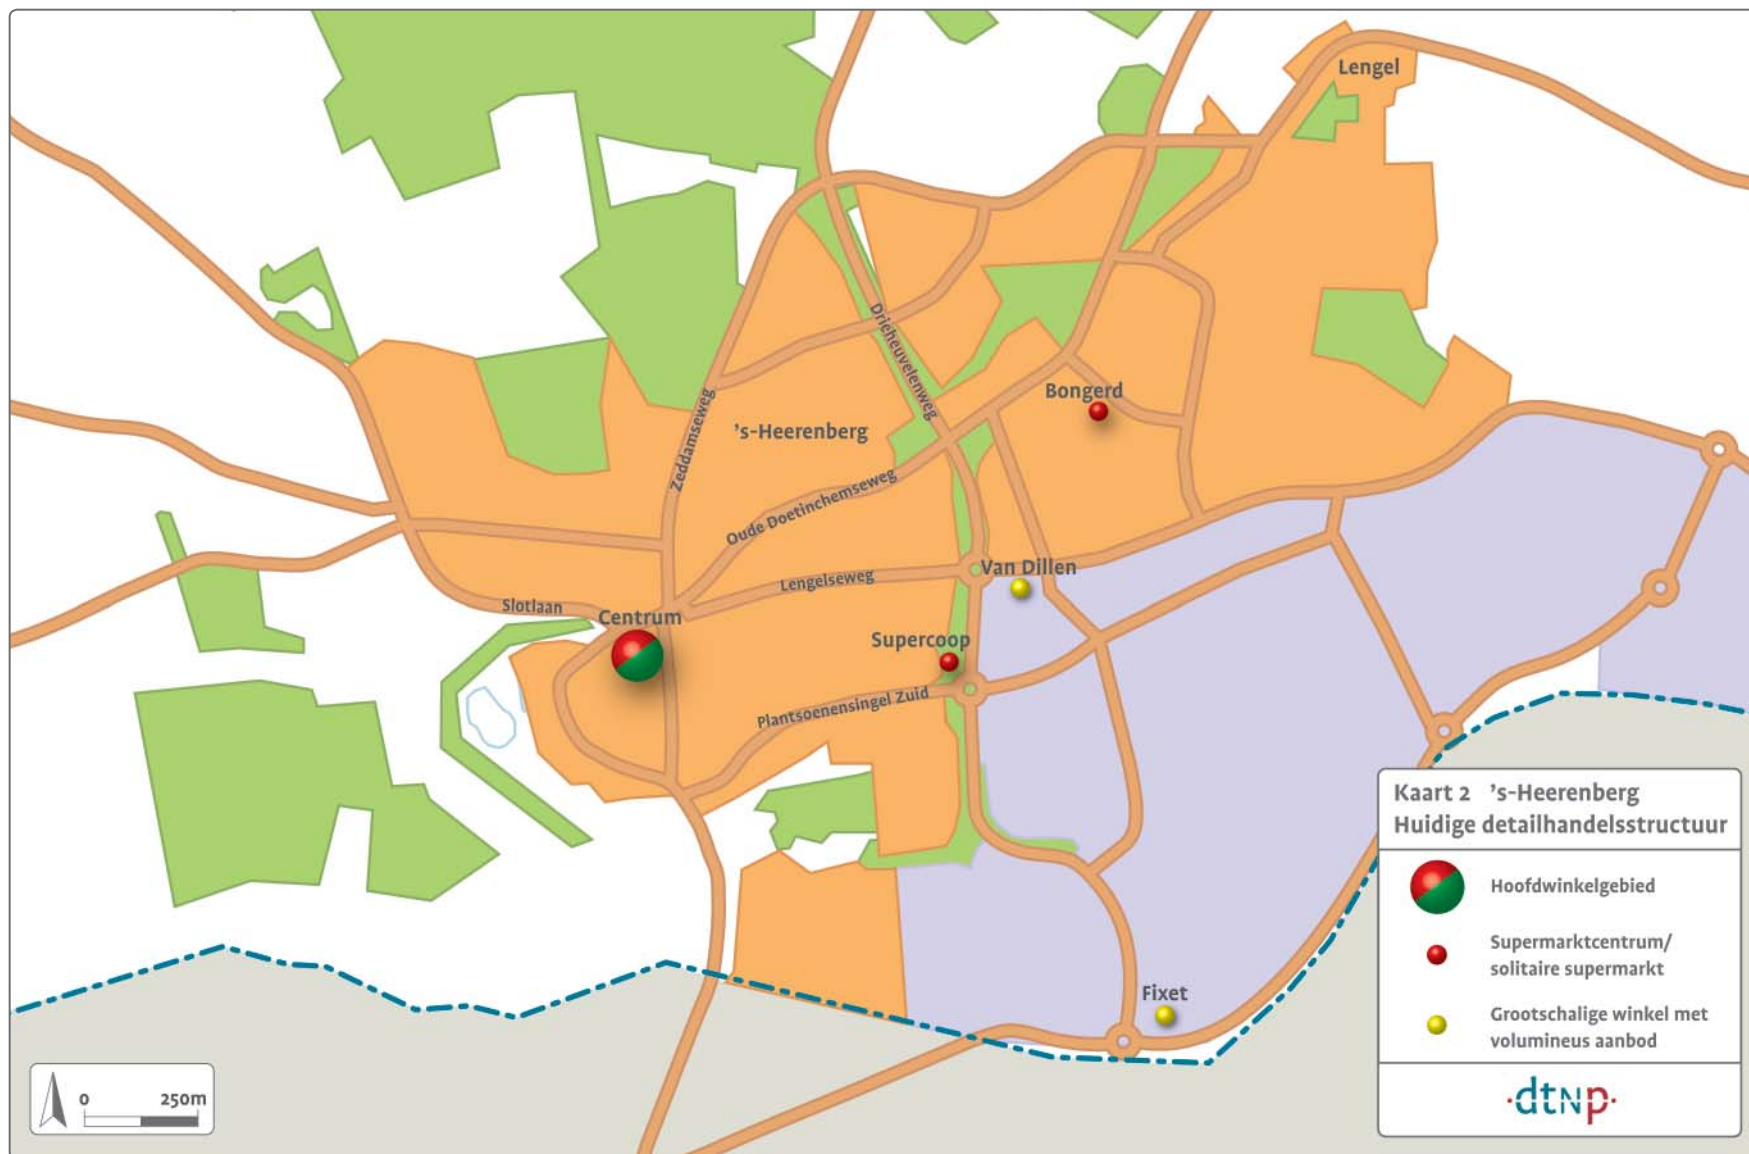 Lengel
Drieheuvelenweg
Bongerd
Zeddamseweg
's-Heerenberg
Oude Doetinchemseweg
Van Dillen
Lengelseweg
Slotlaan
Centrum
Supercoop
Plantsoenensingel Zuid
Fixet
Kaart 2 's-Heerenberg
Huidige detailhandelsstructuur
Hoofdwinkelgebied
Supermarktcentrum/
solitaire supermarkt
Grootschalige winkel met
volumineus aanbod
·dtNp·
0 250m